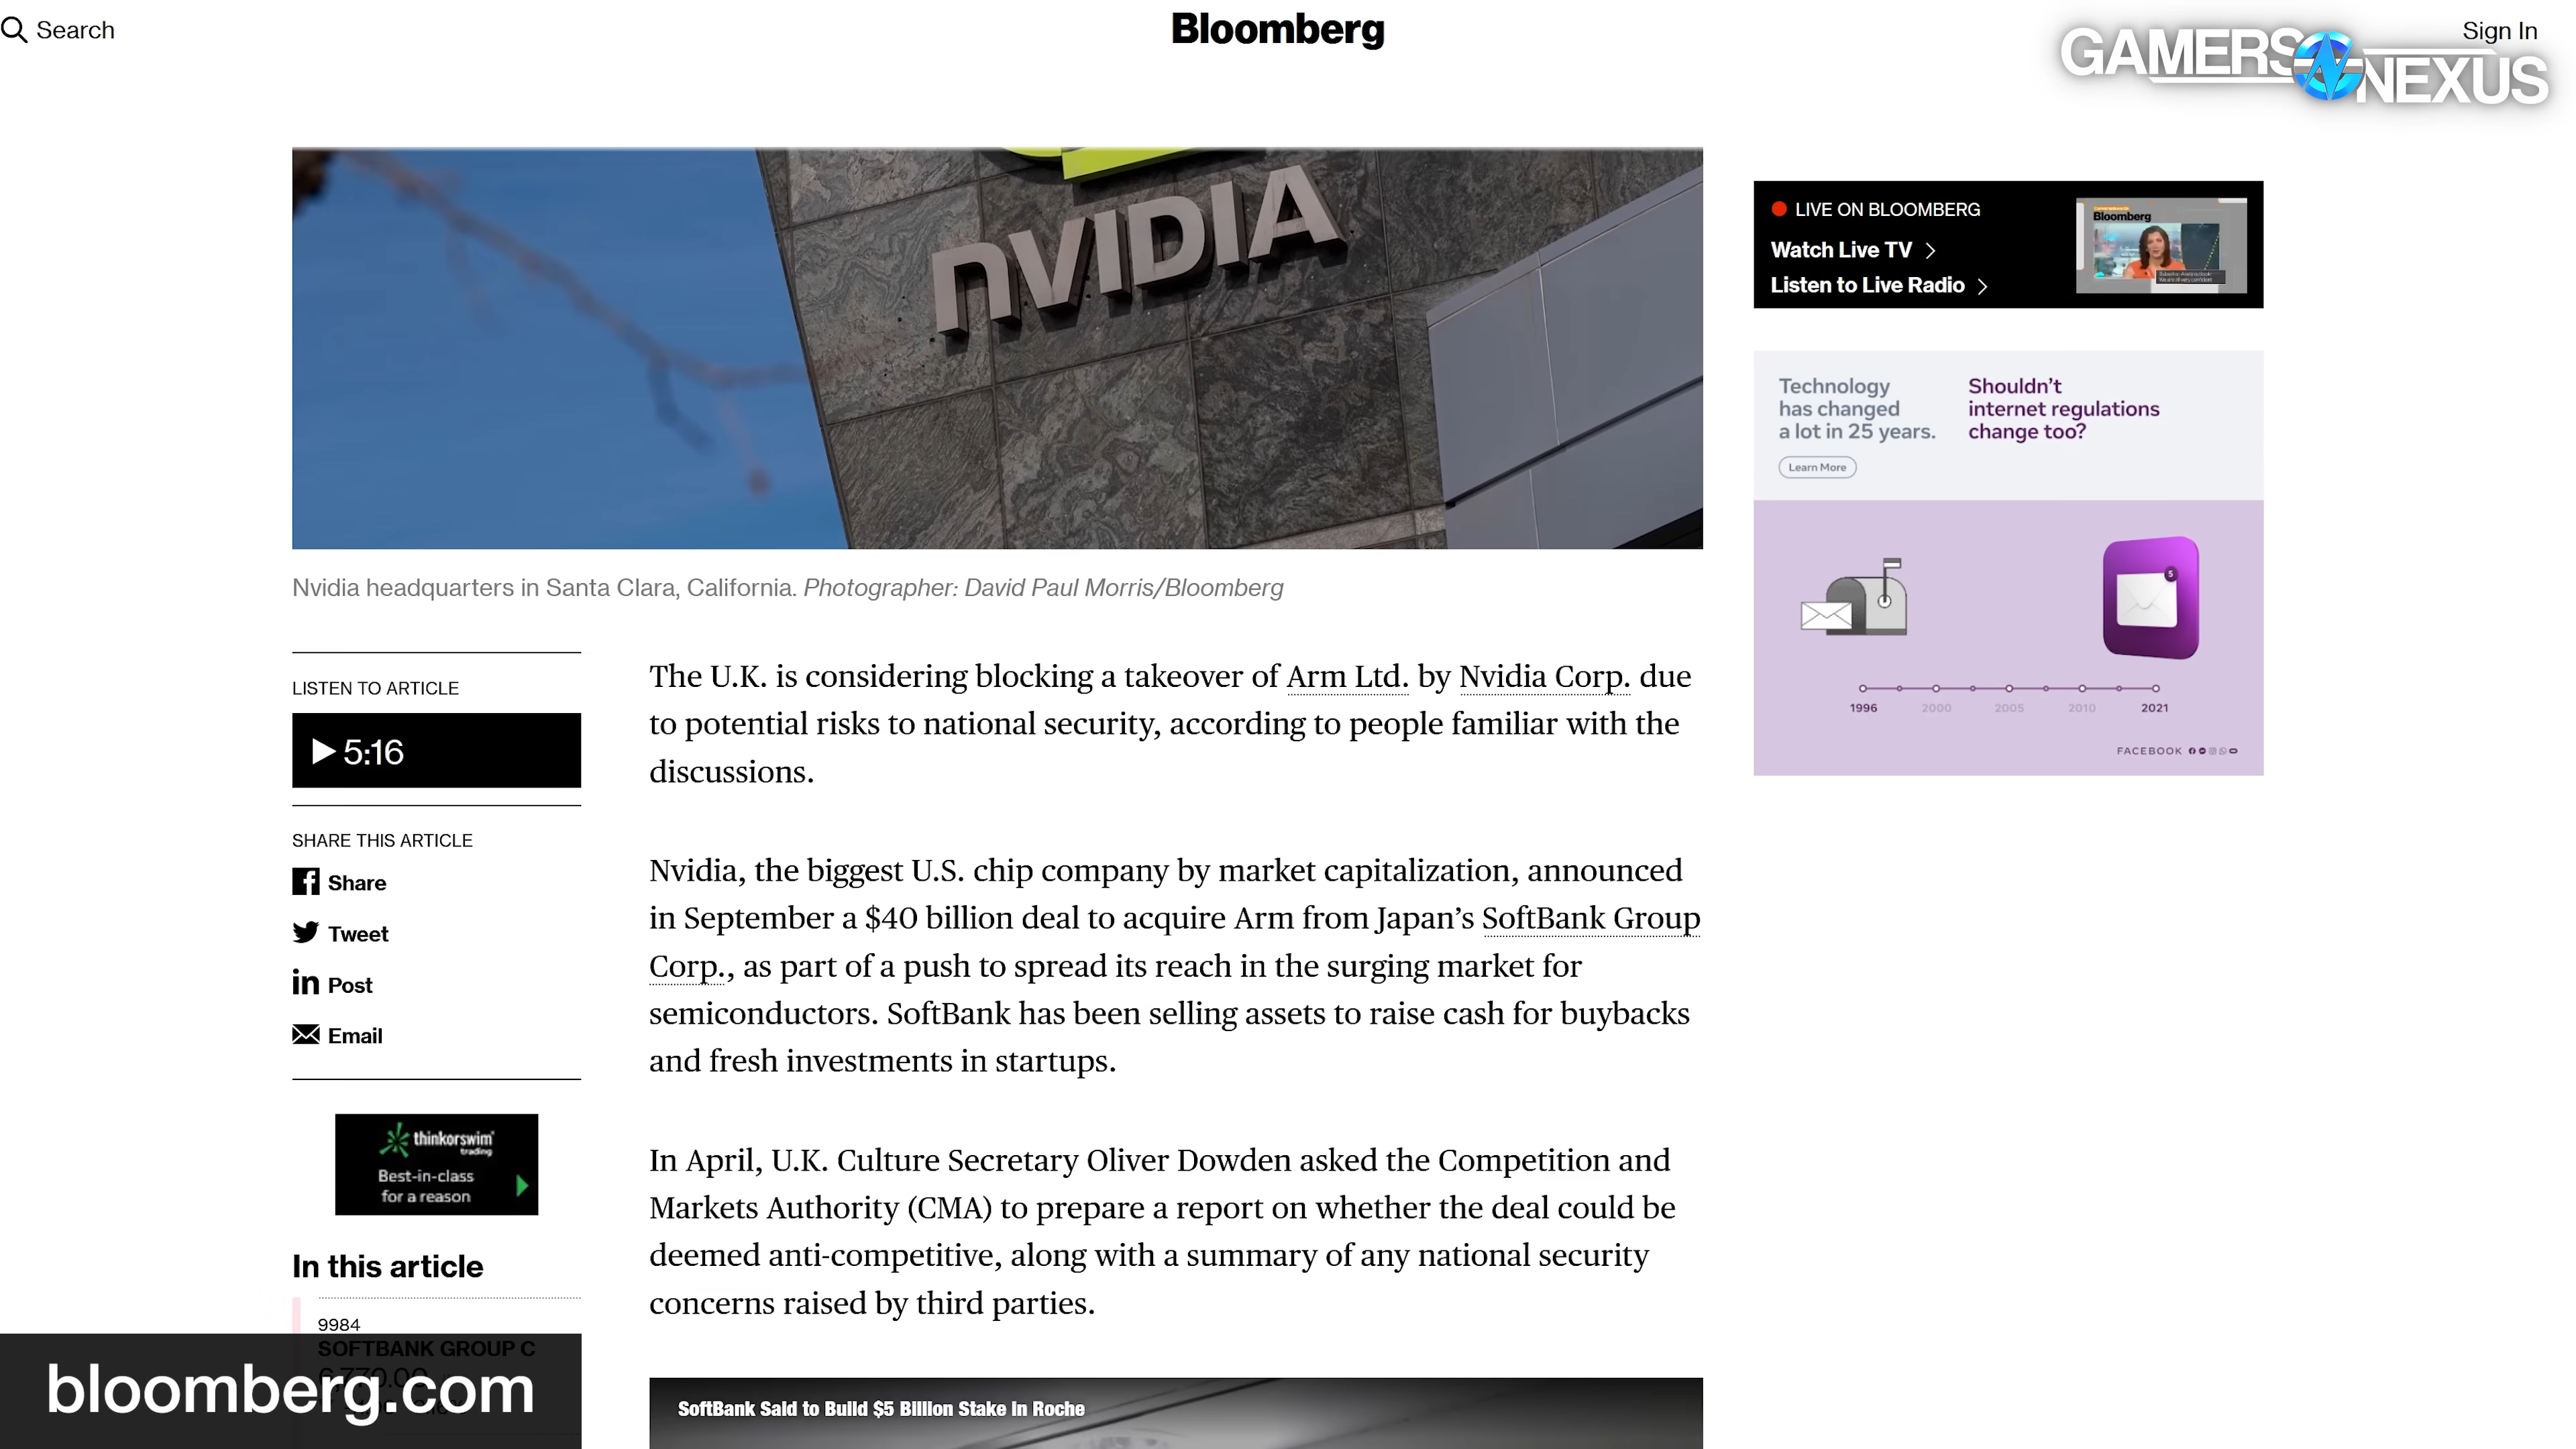 Search
Bloomberg
Sign In
GAMERS NEXUS
NVIDIA
LIVE ON BLOOMBERG
Watch Live TV
Listen to Live Radio
Bloomberg
Technology
has changed
a lot in 25 years.
Shouldn't
internet regulations
change too?
Learn More
5
1996 2000 2005 2010 2021
FACEBOOK
Nvidia headquarters in Santa Clara, California. Photographer: David Paul Morris/Bloomberg
LISTEN TO ARTICLE
5:16
SHARE THIS ARTICLE
Share
Tweet
Post
Email
thinkorswim
trading
Best-in-class
for a reason
In this article
9984
SOFTBANK GROUP C
bloomberg.com
The U.K. is considering blocking a takeover of Arm Ltd. by Nvidia Corp. due
to potential risks to national security, according to people familiar with the
discussions.
Nvidia, the biggest U.S. chip company by market capitalization, announced
in September a $40 billion deal to acquire Arm from Japan’s SoftBank Group
Corp., as part of a push to spread its reach in the surging market for
semiconductors. SoftBank has been selling assets to raise cash for buybacks
and fresh investments in startups.
In April, U.K. Culture Secretary Oliver Dowden asked the Competition and
Markets Authority (CMA) to prepare a report on whether the deal could be
deemed anti-competitive, along with a summary of any national security
concerns raised by third parties.
SoftBank Said to Build $5 Billion Stake in Roche